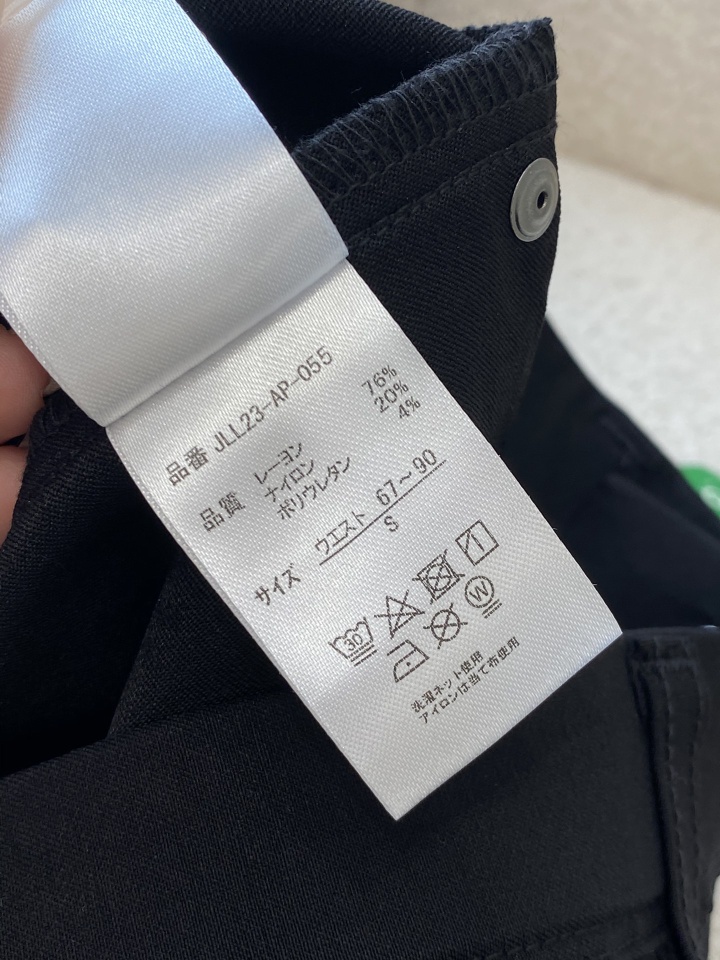 品番 JLL23-AP-055
品質 レーヨン 76%
ナイロン 20%
ポリウレタン 4%
サイズ ウエスト 67～90
S
30
W
洗濯ネット使用
アイロンは当て布使用